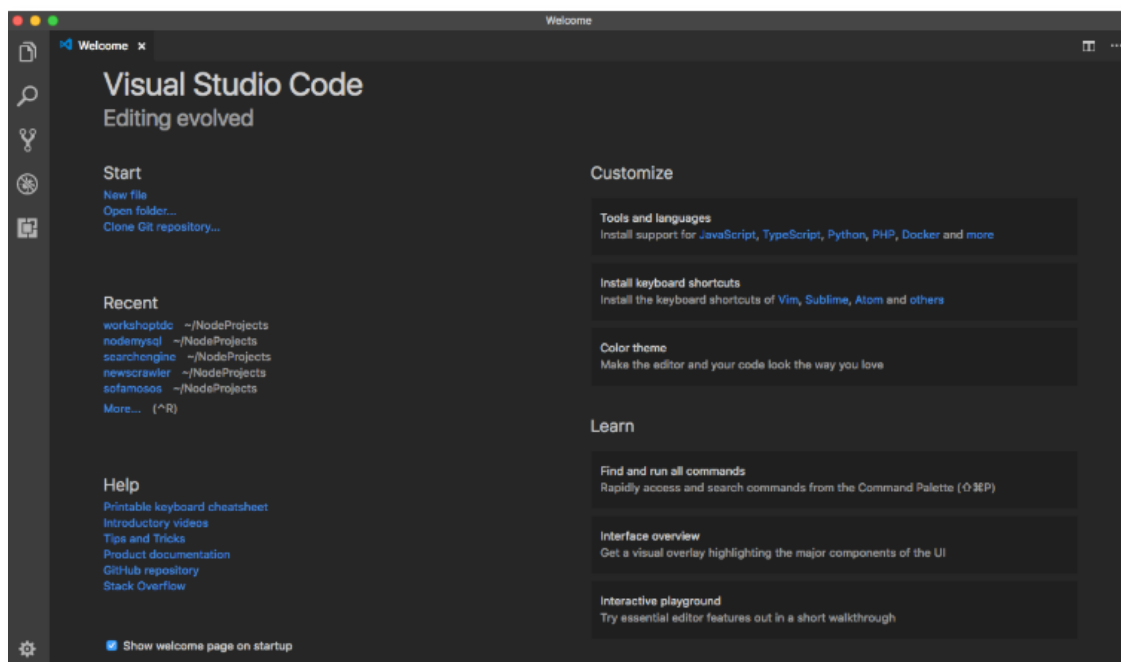 Welcome
Welcome ×
Visual Studio Code
Editing evolved
Start
New file
Open folder...
Clone Git repository...
Recent
workshoptdc ~/NodeProjects
nodemysql ~/NodeProjects
searchengine ~/NodeProjects
newscrawler ~/NodeProjects
sofamosos ~/NodeProjects
More... (^R)
Help
Printable keyboard cheatsheet
Introductory videos
Tips and Tricks
Product documentation
GitHub repository
Stack Overflow
Show welcome page on startup
Customize
Tools and languages
Install support for JavaScript, TypeScript, Python, PHP, Docker and more
Install keyboard shortcuts
Install the keyboard shortcuts of Vim, Sublime, Atom and others
Color theme
Make the editor and your code look the way you love
Learn
Find and run all commands
Rapidly access and search commands from the Command Palette (⇧⌘P)
Interface overview
Get a visual overlay highlighting the major components of the UI
Interactive playground
Try essential editor features out in a short walkthrough